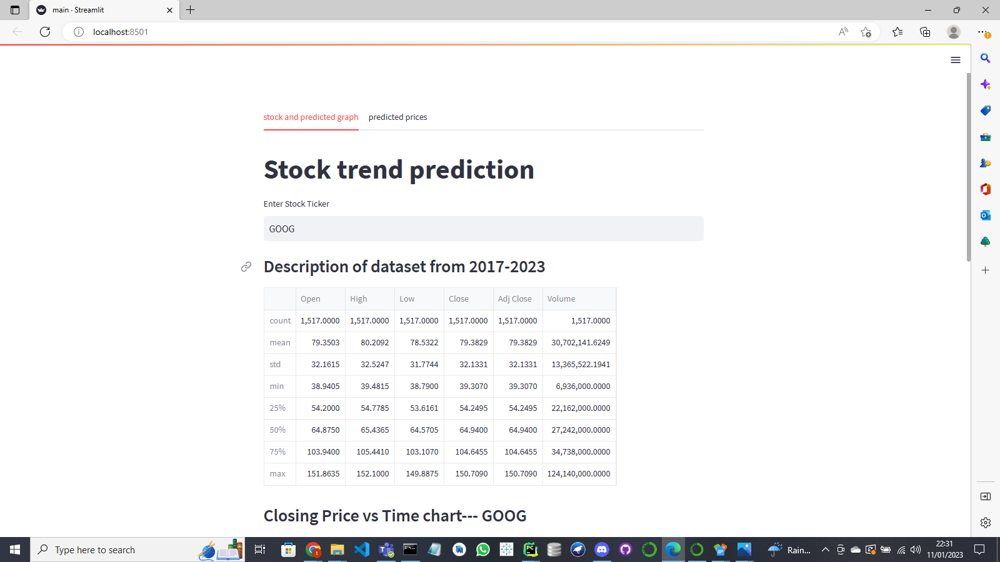 main · Streamlit
localhost:8501
stock and predicted graph predicted prices
Stock trend prediction
Enter Stock Ticker
GOOG
Description of dataset from 2017-2023
Open High Low Close Adj Close Volume
count 1,517.0000 1,517.0000 1,517.0000 1,517.0000 1,517.0000 1,517.0000
mean 79.3503 80.2092 78.5322 79.3829 79.3829 30,702,141.6249
std 32.1615 32.5247 31.7744 32.1331 32.1331 13,365,522.1941
min 38.9405 39.4815 38.7900 39.3070 39.3070 6,936,000.0000
25% 54.2000 54.7785 53.6161 54.2495 54.2495 22,162,000.0000
50% 64.8750 65.4365 64.5705 64.9400 64.9400 27,242,000.0000
75% 103.9400 105.4410 103.1070 104.6455 104.6455 34,738,000.0000
max 151.8635 152.1000 149.8875 150.7090 150.7090 124,140,000.0000
Closing Price vs Time chart--- GOOG
Type here to search
Rain...
22:31
11/01/2023